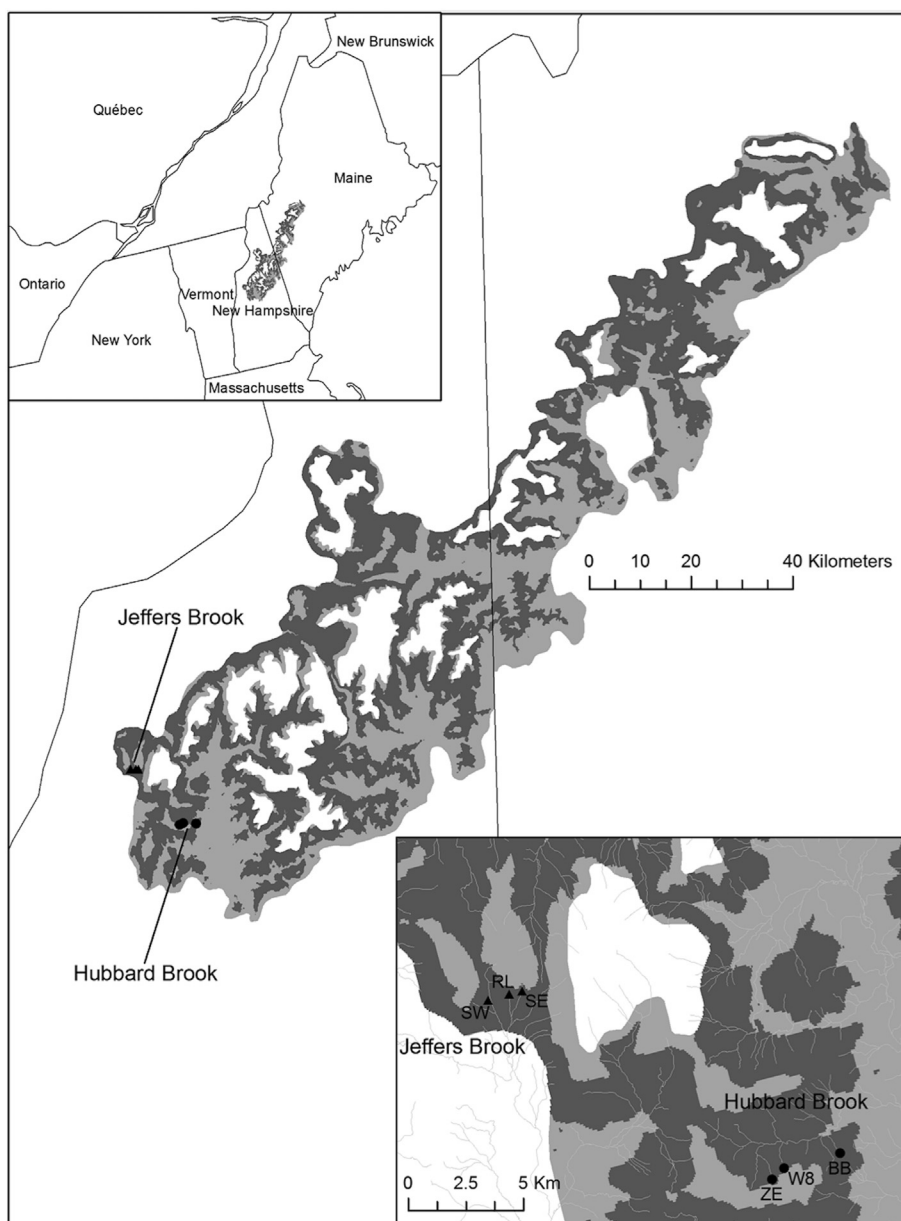 New Brunswick
Québec
Maine
Ontario
Vermont
New Hampshire
New York
Massachusetts
0 10 20 40 Kilometers
Jeffers Brook
Hubbard Brook
RL
SW SE
Jeffers Brook
Hubbard Brook
BB
W8
ZE
0 2.5 5 Km